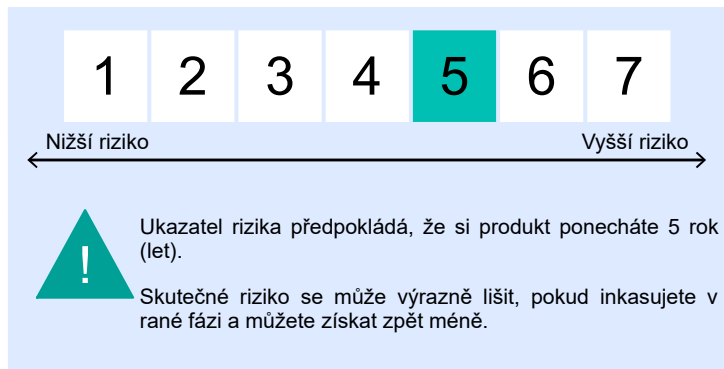 1 2 3 4 5 6 7
Nižší riziko Vyšší riziko
Ukazatel rizika předpokládá, že si produkt ponecháte 5 rok
(let).
!
Skutečné riziko se může výrazně lišit, pokud inkasujete v
rané fázi a můžete získat zpět méně.